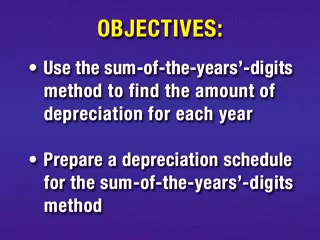 OBJECTIVES:
• Use the sum-of-the-years’-digits
method to find the amount of
depreciation for each year
• Prepare a depreciation schedule
for the sum-of-the-years’-digits
method